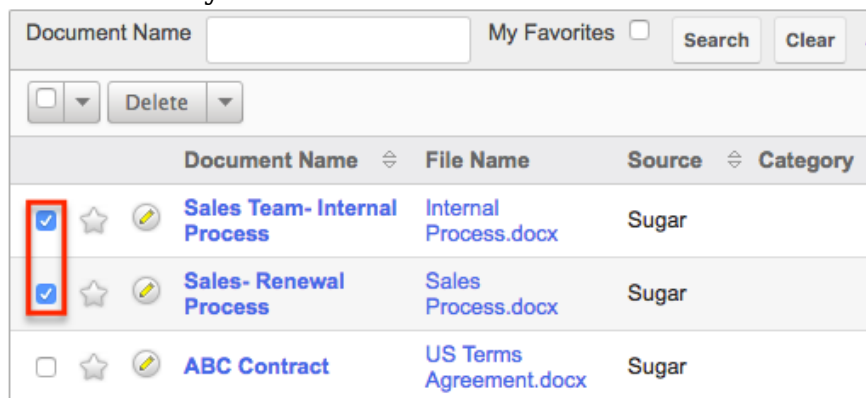 Document Name My Favorites Search Clear
Delete
Document Name File Name Source Category
Sales Team- Internal Process Internal Process.docx Sugar
Sales- Renewal Process Sales Process.docx Sugar
ABC Contract US Terms Agreement.docx Sugar